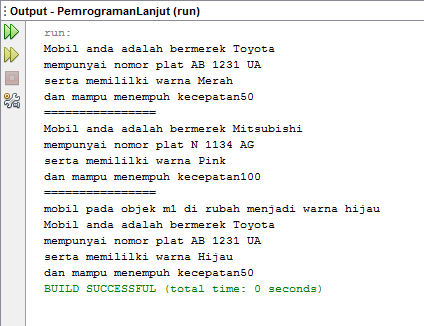 Output - PemrogramanLanjut (run)
run:
Mobil anda adalah bermerek Toyota
mempunyai nomor plat AB 1231 UA
serta memililki warna Merah
dan mampu menempuh kecepatan50
================
Mobil anda adalah bermerek Mitsubishi
mempunyai nomor plat N 1134 AG
serta memililki warna Pink
dan mampu menempuh kecepatan100
================
mobil pada objek m1 di rubah menjadi warna hijau
Mobil anda adalah bermerek Toyota
mempunyai nomor plat AB 1231 UA
serta memililki warna Hijau
dan mampu menempuh kecepatan50
BUILD SUCCESSFUL (total time: 0 seconds)